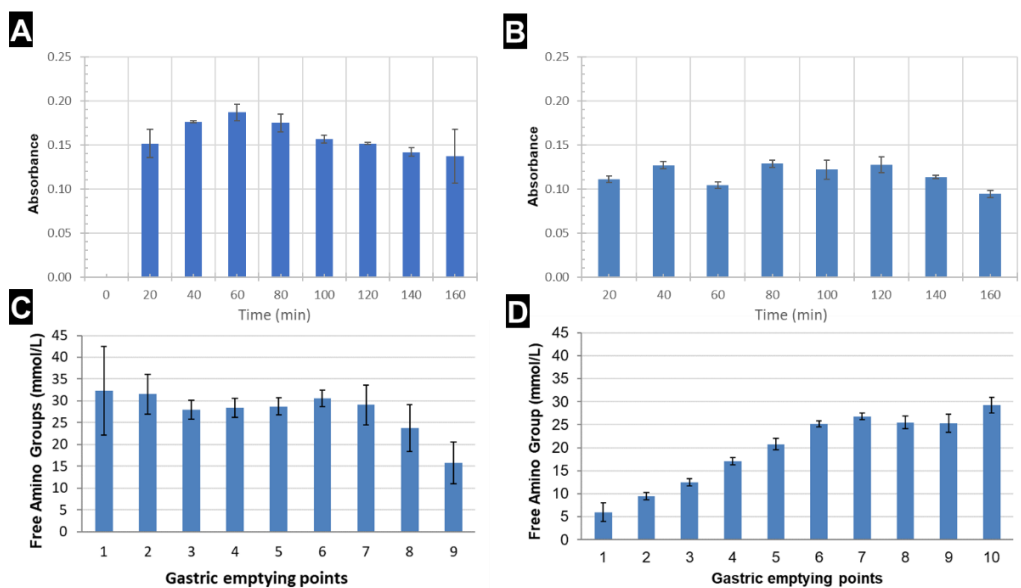 A
0.25
0.20
0.15
0.10
0.05
0.00
Absorbance
0 20 40 60 80 100 120 140 160
Time (min)
B
0.25
0.20
0.15
0.10
0.05
0.00
Absorbance
20 40 60 80 100 120 140 160
Time (min)
C
45
40
35
30
25
20
15
10
5
0
Free Amino Groups (mmol/L)
1 2 3 4 5 6 7 8 9
Gastric emptying points
D
45
40
35
30
25
20
15
10
5
0
Free Amino Group (mmol/L)
1 2 3 4 5 6 7 8 9 10
Gastric emptying points